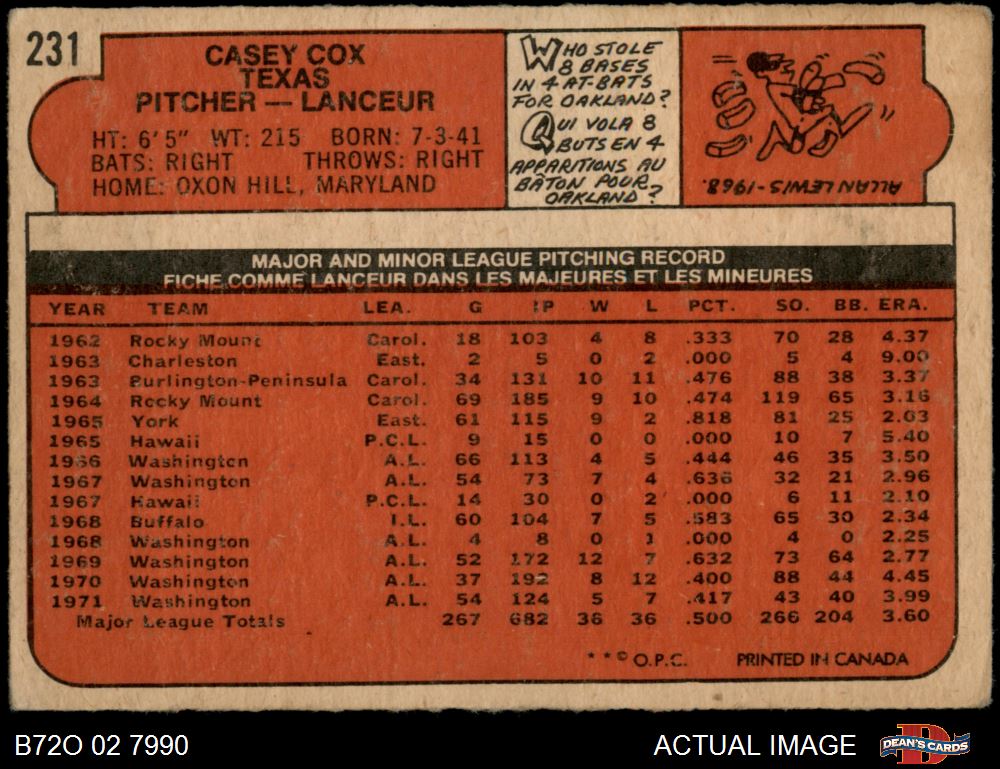 231
CASEY COX
TEXAS
PITCHER — LANCEUR
HT: 6'5" WT: 215 BORN: 7-3-41
BATS: RIGHT THROWS: RIGHT
HOME: OXON HILL, MARYLAND
WHO STOLE
8 BASES
IN 4 AT-BATS
FOR OAKLAND?
QUI VOLA 8
BUTS EN 4
APPARITIONS AU
BÂTON POUR
OAKLAND?
ALLAN LEWIS-1968.
MAJOR AND MINOR LEAGUE PITCHING RECORD
FICHE COMME LANCEUR DANS LES MAJEURES ET LES MINEURES
YEAR TEAM LEA. G IP W L PCT. SO. BB. ERA.
1962 Rocky Mount Carol. 18 103 4 8 .333 70 28 4.37
1963 Charleston East. 2 5 0 2 .000 5 4 9.00
1963 Burlington-Peninsula Carol. 34 131 10 11 .476 88 38 3.37
1964 Rocky Mount Carol. 69 185 9 10 .474 119 65 3.16
1965 York East. 61 115 9 2 .818 81 25 2.03
1965 Hawaii P.C.L. 9 15 0 0 .000 10 7 5.40
1966 Washington A.L. 66 113 4 5 .444 46 35 3.50
1967 Washington A.L. 54 73 7 4 .636 32 21 2.96
1967 Hawaii P.C.L. 14 30 0 2 .000 6 11 2.10
1968 Buffalo I.L. 60 104 7 5 .583 65 30 2.34
1968 Washington A.L. 4 8 0 1 .000 4 0 2.25
1969 Washington A.L. 52 172 12 7 .632 73 64 2.77
1970 Washington A.L. 37 192 8 12 .400 88 44 4.45
1971 Washington A.L. 54 124 5 7 .417 43 40 3.99
Major League Totals 267 682 36 36 .500 266 204 3.60
* * © O.P.C. PRINTED IN CANADA
B72O 02 7990
ACTUAL IMAGE
DEAN'S CARDS